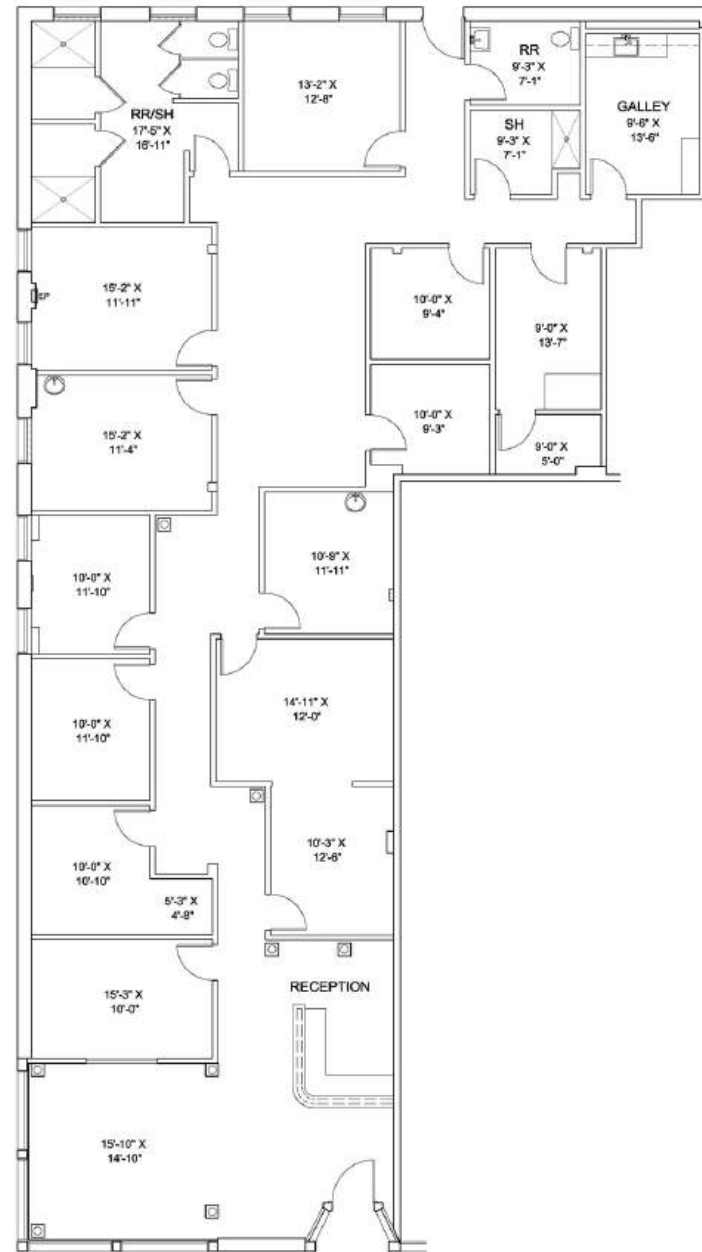 RR
9'-3" X
7'-1"
13'-2" X
12'-8"
RR/SH
17'-5" X
16'-11"
GALLEY
9'-6" X
13'-6"
SH
9'-3" X
7'-1"
15'-2" X
11'-11"
10'-0" X
9'-4"
9'-0" X
13'-7"
15'-2" X
11'-4"
10'-0" X
9'-3"
9'-0" X
5'-0"
10'-9" X
11'-11"
10'-0" X
11'-10"
14'-11" X
12'-0"
10'-0" X
11'-10"
10'-3" X
12'-6"
10'-0" X
10'-10"
5'-3" X
4'-8"
RECEPTION
15'-3" X
10'-0"
15'-10" X
14'-10"